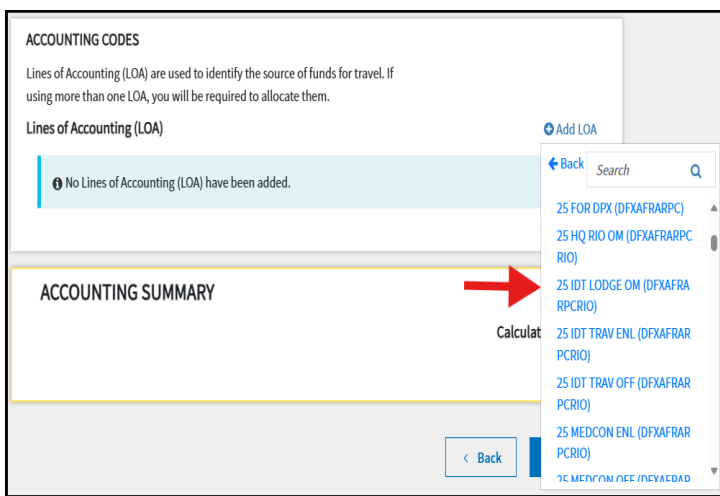 ACCOUNTING CODES
Lines of Accounting (LOA) are used to identify the source of funds for travel. If
using more than one LOA, you will be required to allocate them.
Lines of Accounting (LOA)
Add LOA
No Lines of Accounting (LOA) have been added.
Back
Search
25 FOR DPX (DFXAFRARPC)
25 HQ RIO OM (DFXAFRARPC
RIO)
25 IDT LODGE OM (DFXAFRA
RPCRIO)
25 IDT TRAV ENL (DFXAFRAR
PCRIO)
25 IDT TRAV OFF (DFXAFRAR
PCRIO)
25 MEDCON ENL (DFXAFRAR
PCRIO)
25 MEDCON OFF (DFXAFRAR
ACCOUNTING SUMMARY
Calculat
Back